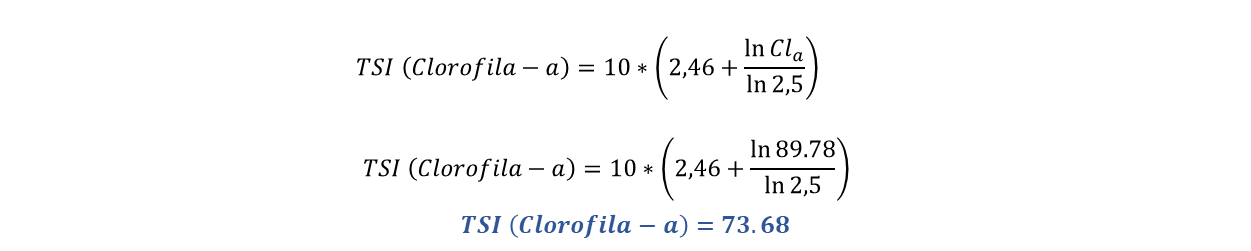 TSI (Clorofila − a) = 10 * (2,46 + ln Clₐ / ln 2,5)
TSI (Clorofila − a) = 10 * (2,46 + ln 89.78 / ln 2,5)
TSI (Clorofila − a) = 73.68